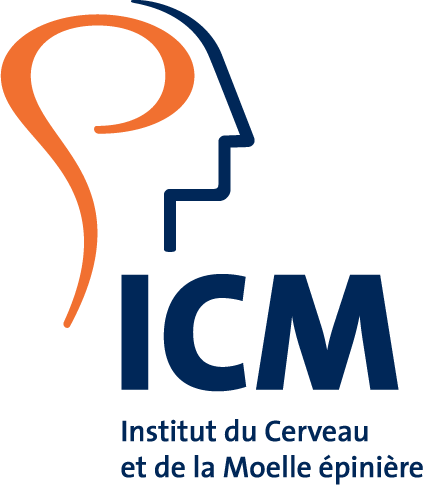 ICM
Institut du Cerveau
et de la Moelle épinière